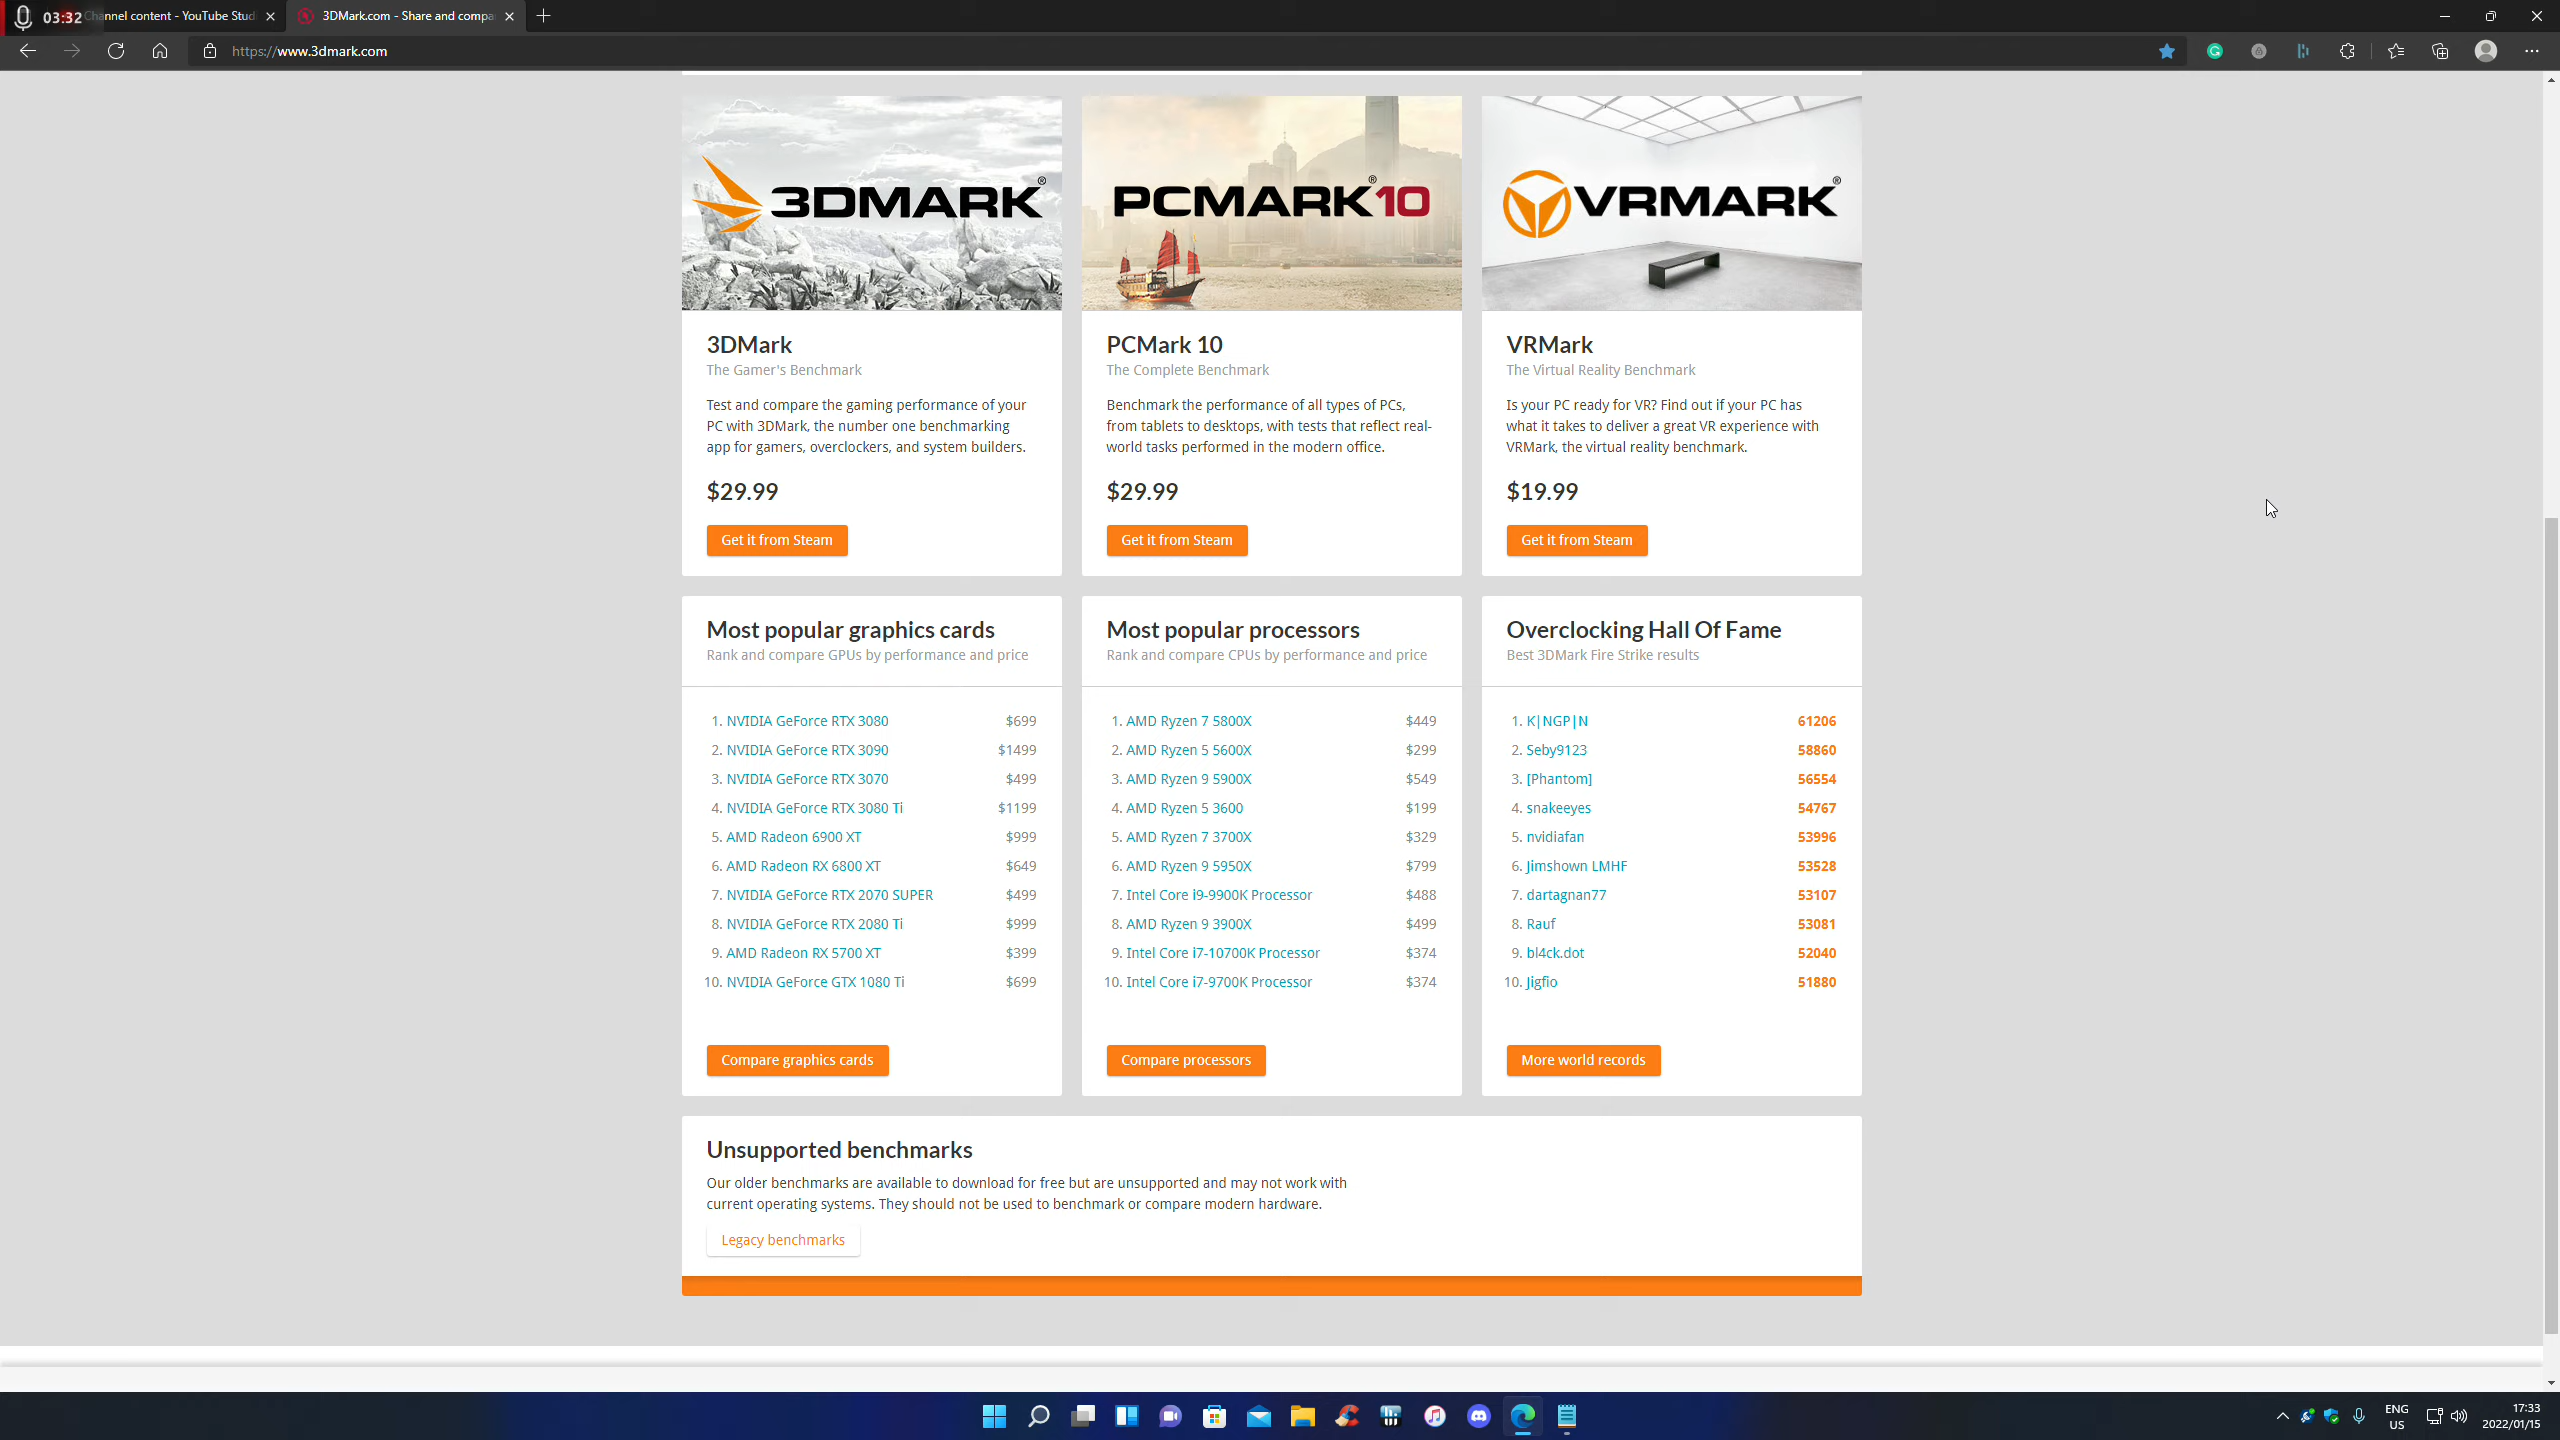 03:32
Channel content - YouTube Stud
3DMark.com - Share and compa
https://www.3dmark.com
3DMARK®
PCMARK®10
VRMARK®
3DMark
The Gamer's Benchmark
Test and compare the gaming performance of your
PC with 3DMark, the number one benchmarking
app for gamers, overclockers, and system builders.
$29.99
Get it from Steam
PCMark 10
The Complete Benchmark
Benchmark the performance of all types of PCs,
from tablets to desktops, with tests that reflect real-
world tasks performed in the modern office.
$29.99
Get it from Steam
VRMark
The Virtual Reality Benchmark
Is your PC ready for VR? Find out if your PC has
what it takes to deliver a great VR experience with
VRMark, the virtual reality benchmark.
$19.99
Get it from Steam
Most popular graphics cards
Rank and compare GPUs by performance and price
1. NVIDIA GeForce RTX 3080 $699
2. NVIDIA GeForce RTX 3090 $1499
3. NVIDIA GeForce RTX 3070 $499
4. NVIDIA GeForce RTX 3080 Ti $1199
5. AMD Radeon 6900 XT $999
6. AMD Radeon RX 6800 XT $649
7. NVIDIA GeForce RTX 2070 SUPER $499
8. NVIDIA GeForce RTX 2080 Ti $999
9. AMD Radeon RX 5700 XT $399
10. NVIDIA GeForce GTX 1080 Ti $699
Compare graphics cards
Most popular processors
Rank and compare CPUs by performance and price
1. AMD Ryzen 7 5800X $449
2. AMD Ryzen 5 5600X $299
3. AMD Ryzen 9 5900X $549
4. AMD Ryzen 5 3600 $199
5. AMD Ryzen 7 3700X $329
6. AMD Ryzen 9 5950X $799
7. Intel Core i9-9900K Processor $488
8. AMD Ryzen 9 3900X $499
9. Intel Core i7-10700K Processor $374
10. Intel Core i7-9700K Processor $374
Compare processors
Overclocking Hall Of Fame
Best 3DMark Fire Strike results
1. K|NGP|N 61206
2. Seby9123 58860
3. [Phantom] 56554
4. snakeeyes 54767
5. nvidiafan 53996
6. Jimshown LMHF 53528
7. dartagnan77 53107
8. Rauf 53081
9. bl4ck.dot 52040
10. Jigfio 51880
More world records
Unsupported benchmarks
Our older benchmarks are available to download for free but are unsupported and may not work with
current operating systems. They should not be used to benchmark or compare modern hardware.
Legacy benchmarks
ENG
US
17:33
2022/01/15